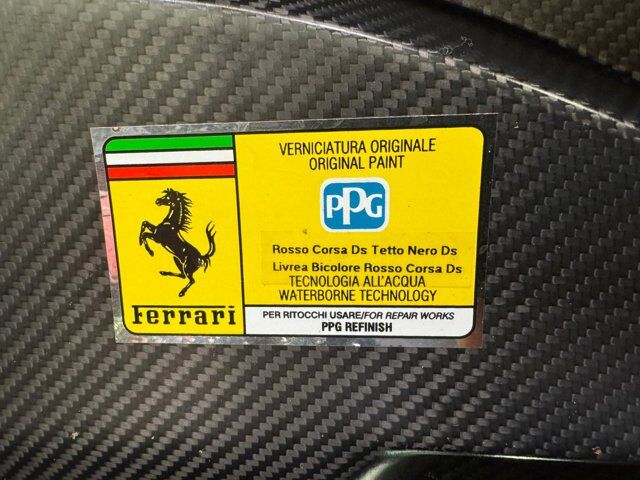 VERNICIATURA ORIGINALE
ORIGINAL PAINT
PPG
Rosso Corsa Ds Tetto Nero Ds
Livrea Bicolore Rosso Corsa Ds
TECNOLOGIA ALL'ACQUA
WATERBORNE TECHNOLOGY
Ferrari
PER RITOCCHI USARE/FOR REPAIR WORKS
PPG REFINISH